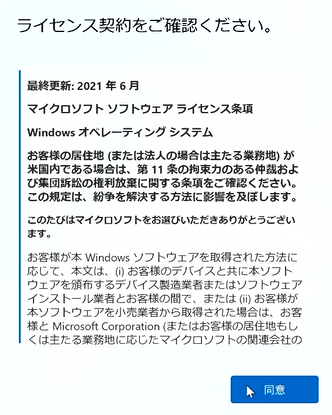 ライセンス契約をご確認ください。
最終更新: 2021 年 6 月
マイクロソフト ソフトウェア ライセンス条項
Windows オペレーティング システム
お客様の居住地 (または法人の場合は主たる業務地) が
米国内である場合は、第 11 条の拘束力のある仲裁およ
び集団訴訟の権利放棄に関する条項をご確認ください。
この規定は、紛争を解決する方法に影響を及ぼします。
このたびはマイクロソフトをお選びいただきありがとうござい
ます。
お客様が本 Windows ソフトウェアを取得された方法に
応じて、本文は、(i) お客様のデバイスと共に本ソフト
ウェアを頒布するデバイス製造業者またはソフトウェア
インストール業者とお客様の間で、または (ii) お客様が
本ソフトウェアを小売業者から取得された場合は、お客
様と Microsoft Corporation (またはお客様の居住地もし
くは主たる業務地に応じたマイクロソフトの関連会社の
同意